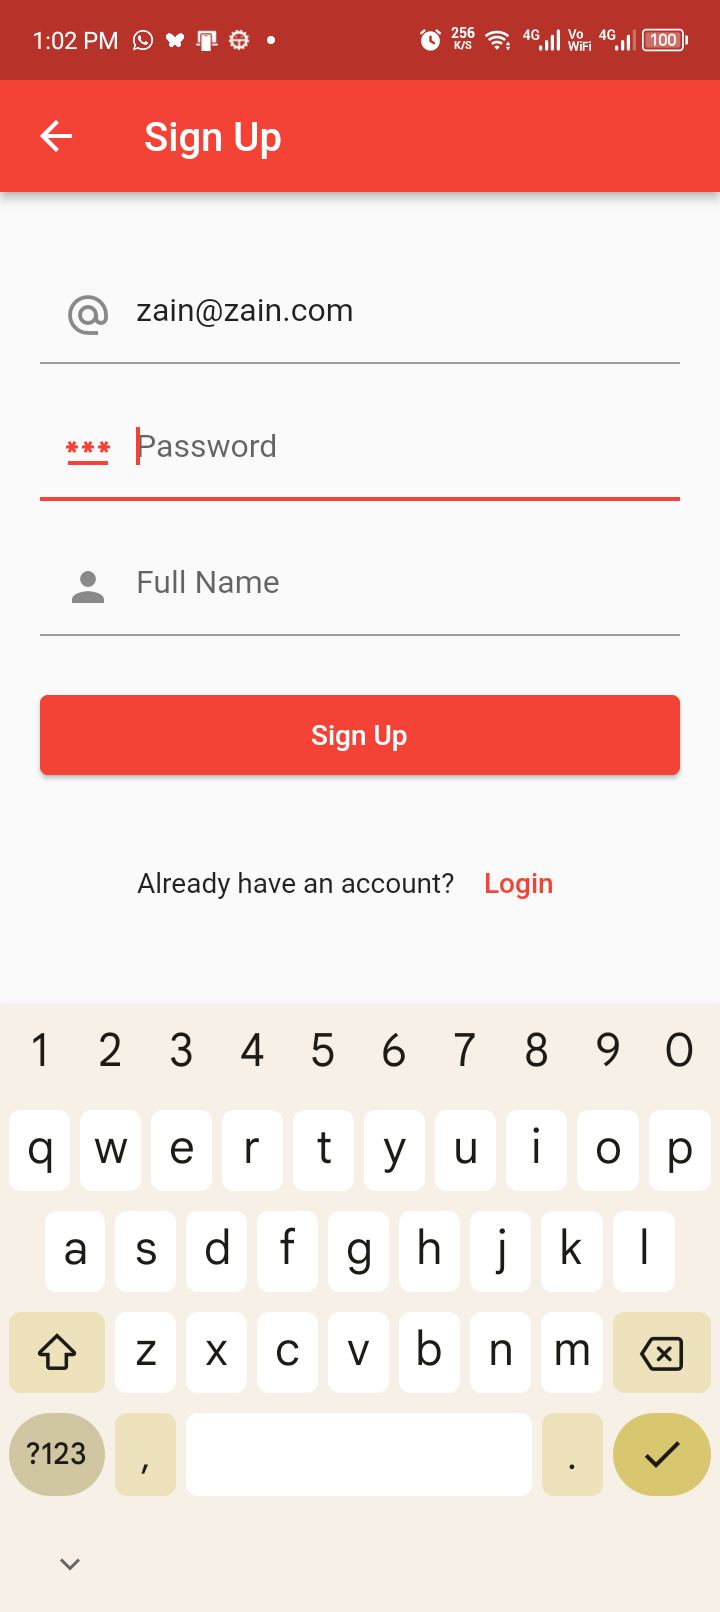 1:02 PM 256 K/S 4G Vo WiFi 4G 100
Sign Up
zain@zain.com
*** Password
Full Name
Sign Up
Already have an account? Login
1 2 3 4 5 6 7 8 9 0
q w e r t y u i o p
a s d f g h j k l
z x c v b n m
?123 , .